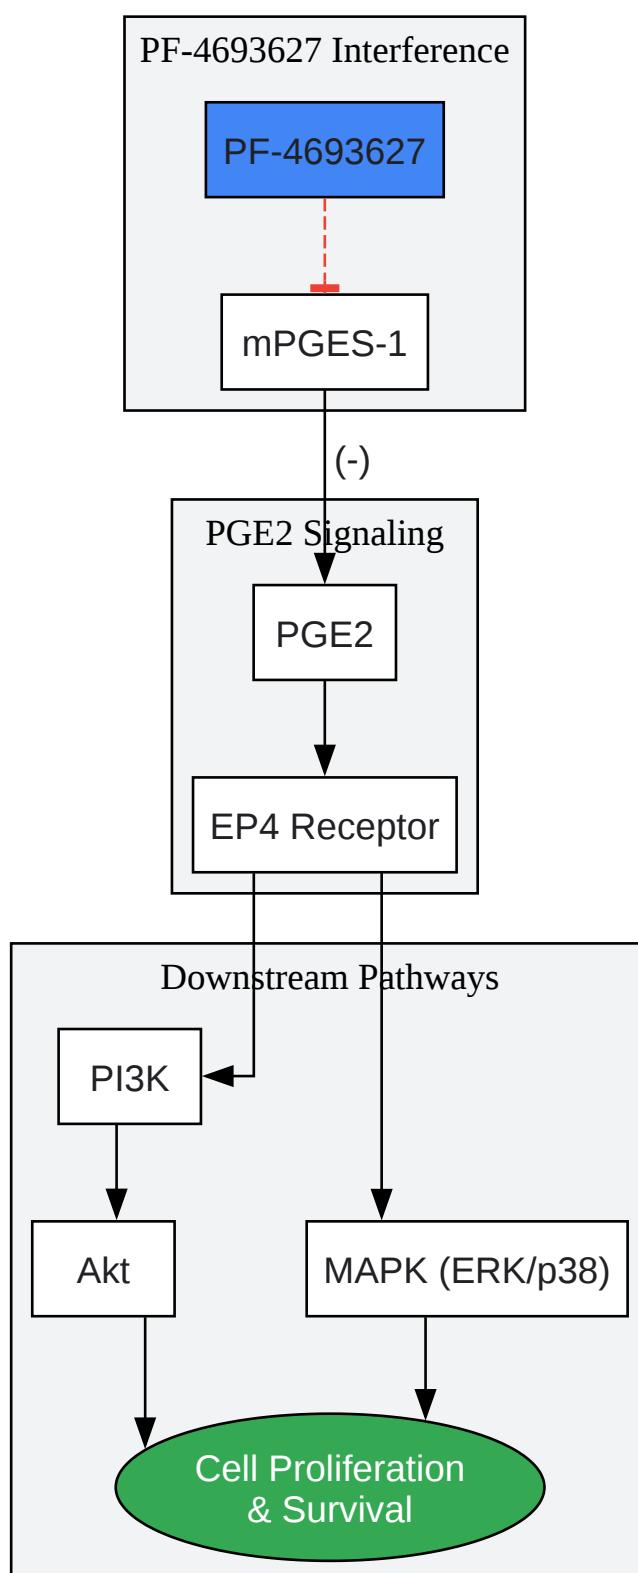 PF-4693627 Interference
PF-4693627
mPGES-1
(-)
PGE2 Signaling
PGE2
EP4 Receptor
Downstream Pathways
PI3K
Akt
MAPK (ERK/p38)
Cell Proliferation
& Survival